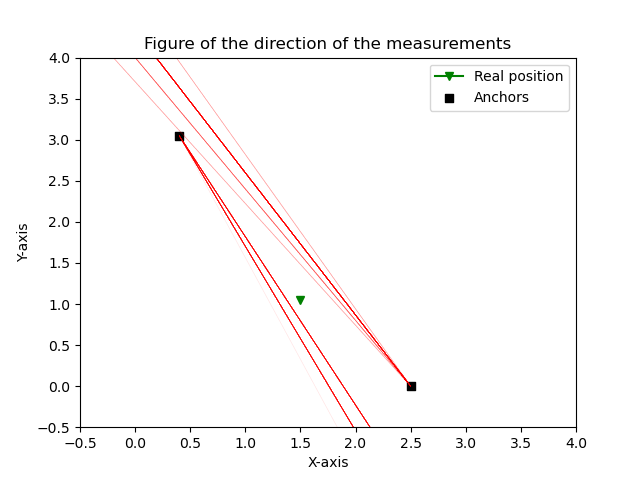 Figure of the direction of the measurements
Real position
Anchors
Y-axis
4.0
3.5
3.0
2.5
2.0
1.5
1.0
0.5
0.0
−0.5
−0.5 0.0 0.5 1.0 1.5 2.0 2.5 3.0 3.5 4.0
X-axis